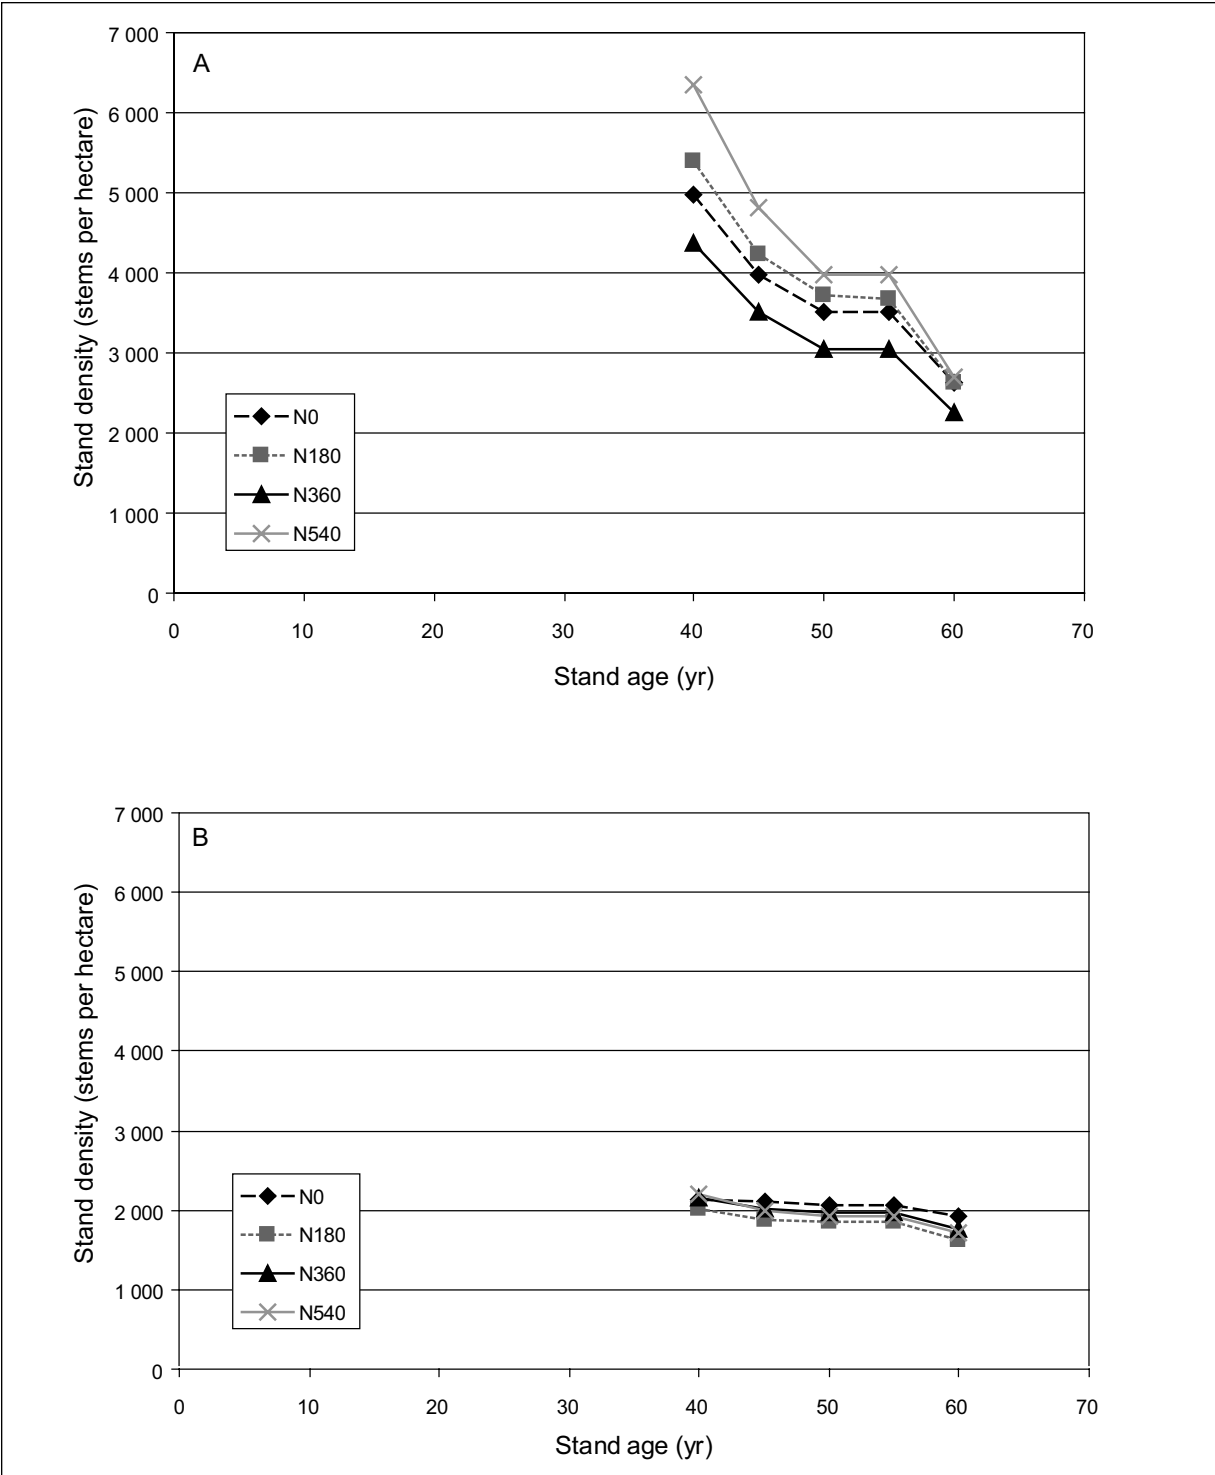 A
7 000
6 000
5 000
4 000
3 000
2 000
1 000
0
Stand density (stems per hectare)
N0
N180
N360
N540
0 10 20 30 40 50 60 70
Stand age (yr)
B
7 000
6 000
5 000
4 000
3 000
2 000
1 000
0
Stand density (stems per hectare)
N0
N180
N360
N540
0 10 20 30 40 50 60 70
Stand age (yr)